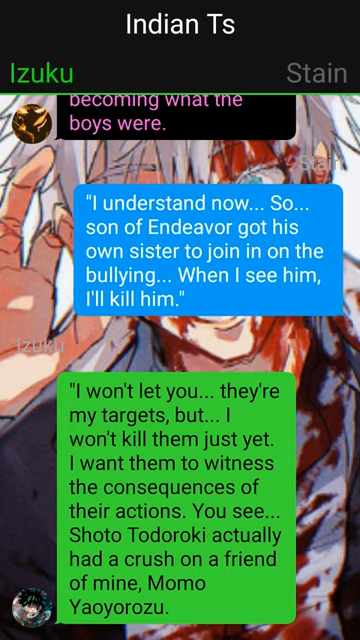 Indian Ts
Izuku
Stain
becoming what the
boys were.
Stain
"I understand now... So...
son of Endeavor got his
own sister to join in on the
bullying... When I see him,
I'll kill him."
Izuku
"I won't let you... they're
my targets, but... I
won't kill them just yet.
I want them to witness
the consequences of
their actions. You see...
Shoto Todoroki actually
had a crush on a friend
of mine, Momo
Yaoyorozu.